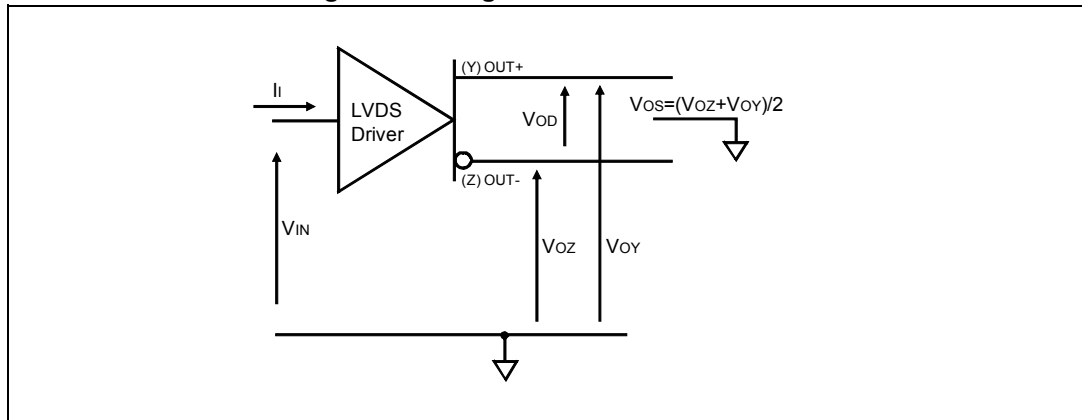 (Y) OUT+
II
LVDS
Driver
VOD
VOS=(VOZ+VOY)/2
(Z) OUT-
VIN
VOZ
VOY